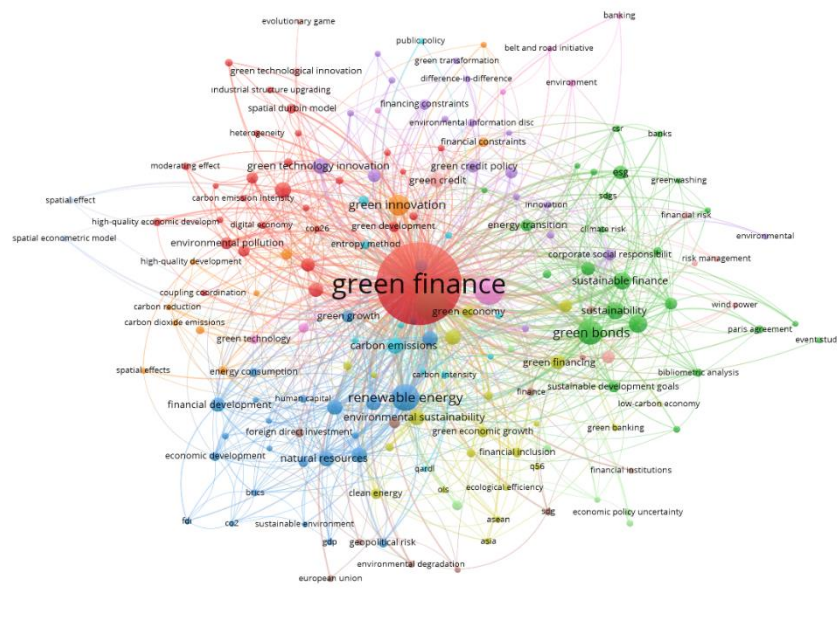 banking
evolutionary game
public policy
belt and road initiative
green transformation
green technological innovation
difference-in-difference
environment
industrial structure upgrading
financing constraints
spatial durbin model
environmental information disc
csr
heterogeneity
banks
financial constraints
moderating effect
green technology innovation
green credit policy
esg
green credit
greenwashing
carbon emission intensity
sdgs
spatial effect
green innovation
innovation
financial risk
high-quality economic developm
digital economy
cop26
green development
energy transition
climate risk
spatial econometric model
environmental pollution
entropy method
environmental
corporate social responsibilit
high-quality development
risk management
green finance
sustainable finance
coupling coordination
carbon reduction
wind power
green growth
green economy
sustainability
carbon dioxide emissions
green bonds
paris agreement
green technology
carbon emissions
event stud
green financing
spatial effects
energy consumption
carbon intensity
bibliometric analysis
sustainable development goals
finance
human capital
renewable energy
financial development
low-carbon economy
environmental sustainability
foreign direct investment
green economic growth
green banking
economic development
natural resources
financial inclusion
qardl
q56
financial institutions
brics
clean energy
ols
ecological efficiency
fdi
co2
sustainable environment
asean
sdg
economic policy uncertainty
gdp
geopolitical risk
asia
environmental degradation
european union